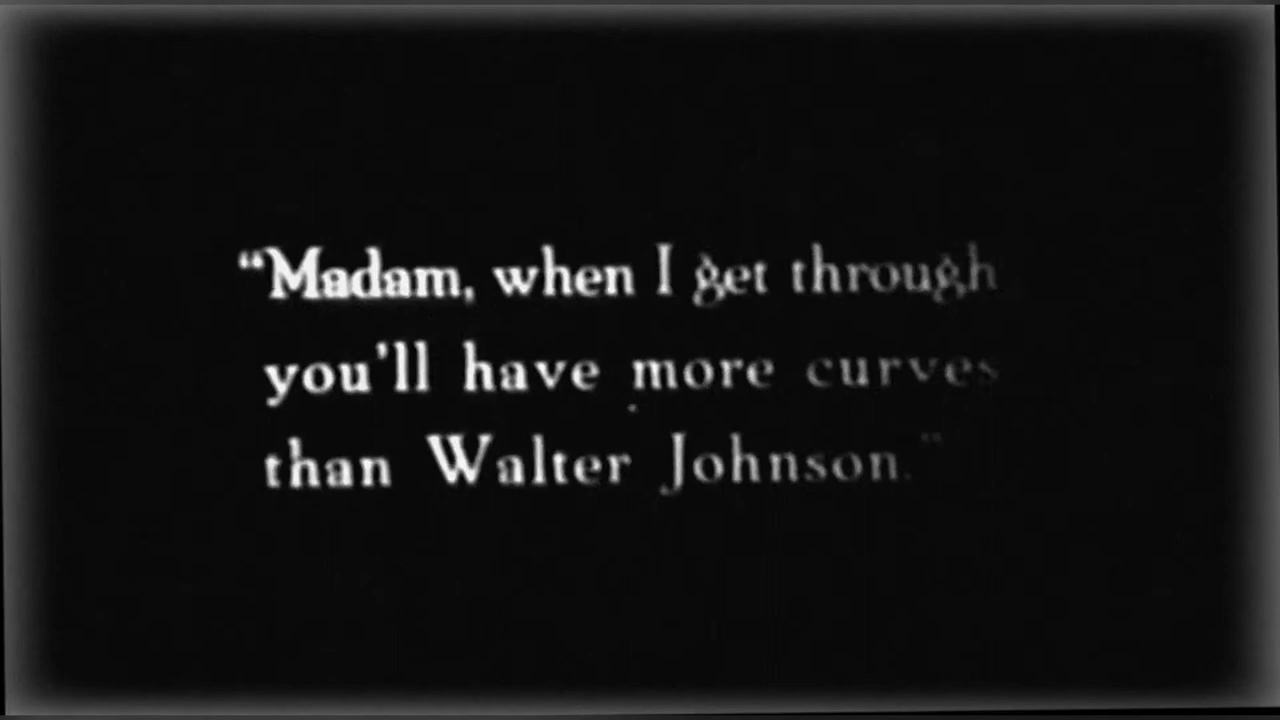 “Madam, when I get through
you'll have more curves
than Walter Johnson.”